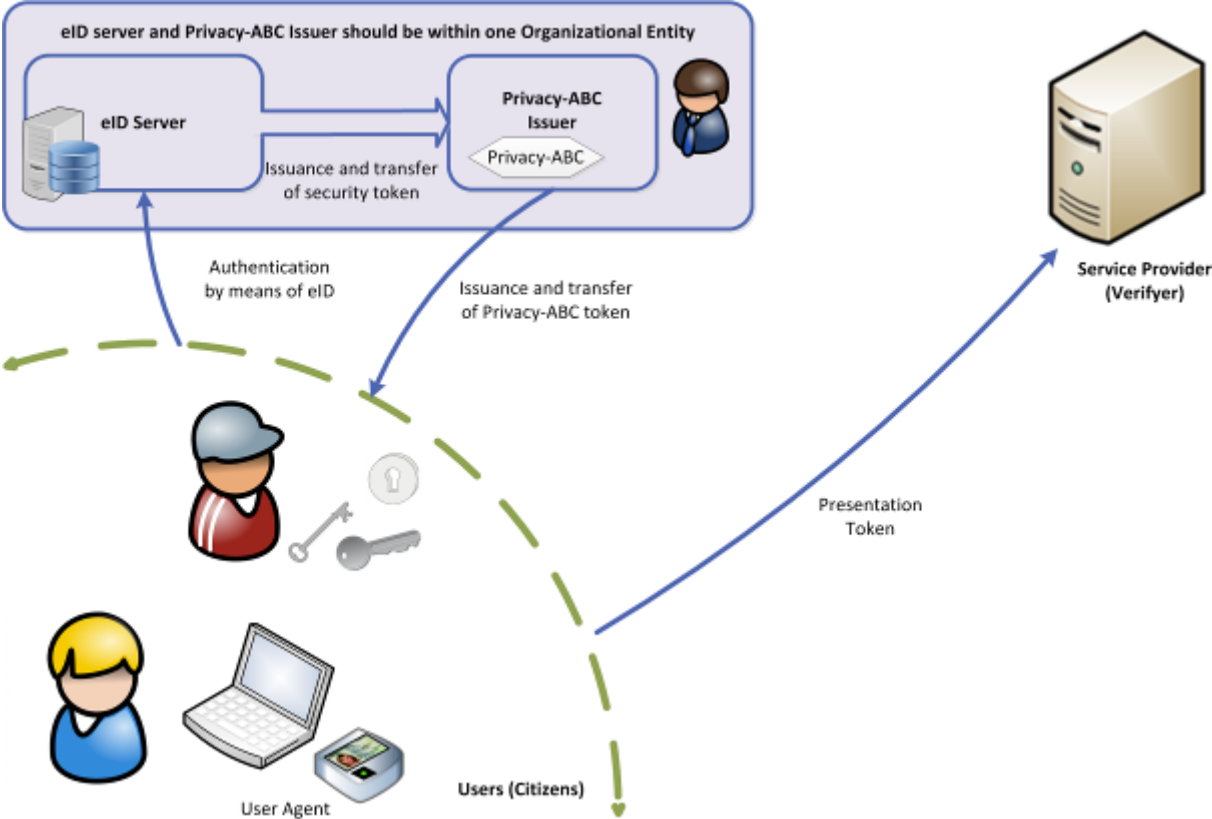 eID server and Privacy-ABC Issuer should be within one Organizational Entity
eID Server
Privacy-ABC
Issuer
Privacy-ABC
Issuance and transfer
of security token
Authentication
by means of eID
Issuance and transfer
of Privacy-ABC token
Service Provider
(Verifyer)
Presentation
Token
Users (Citizens)
User Agent